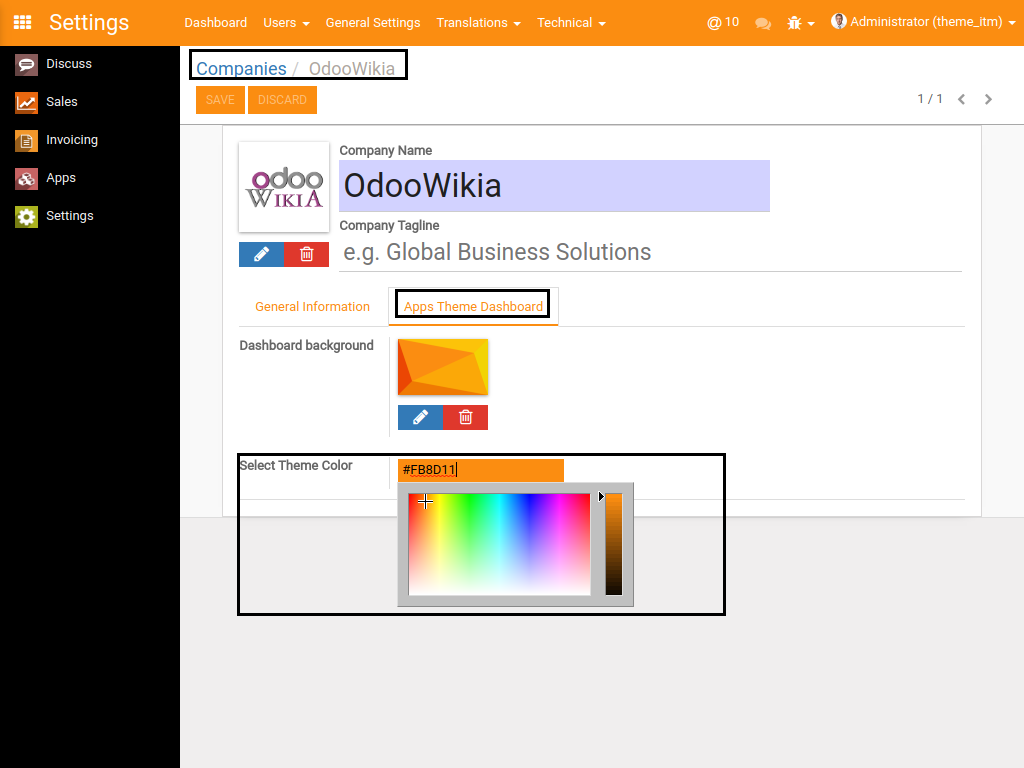 Settings
Dashboard Users General Settings Translations Technical
@ 10
Administrator (theme_itm)
Discuss
Sales
Invoicing
Apps
Settings
Companies / OdooWikia
SAVE DISCARD
1 / 1
odoo
WIKIA
Company Name
OdooWikia
Company Tagline
e.g. Global Business Solutions
General Information Apps Theme Dashboard
Dashboard background
Select Theme Color
#FB8D11